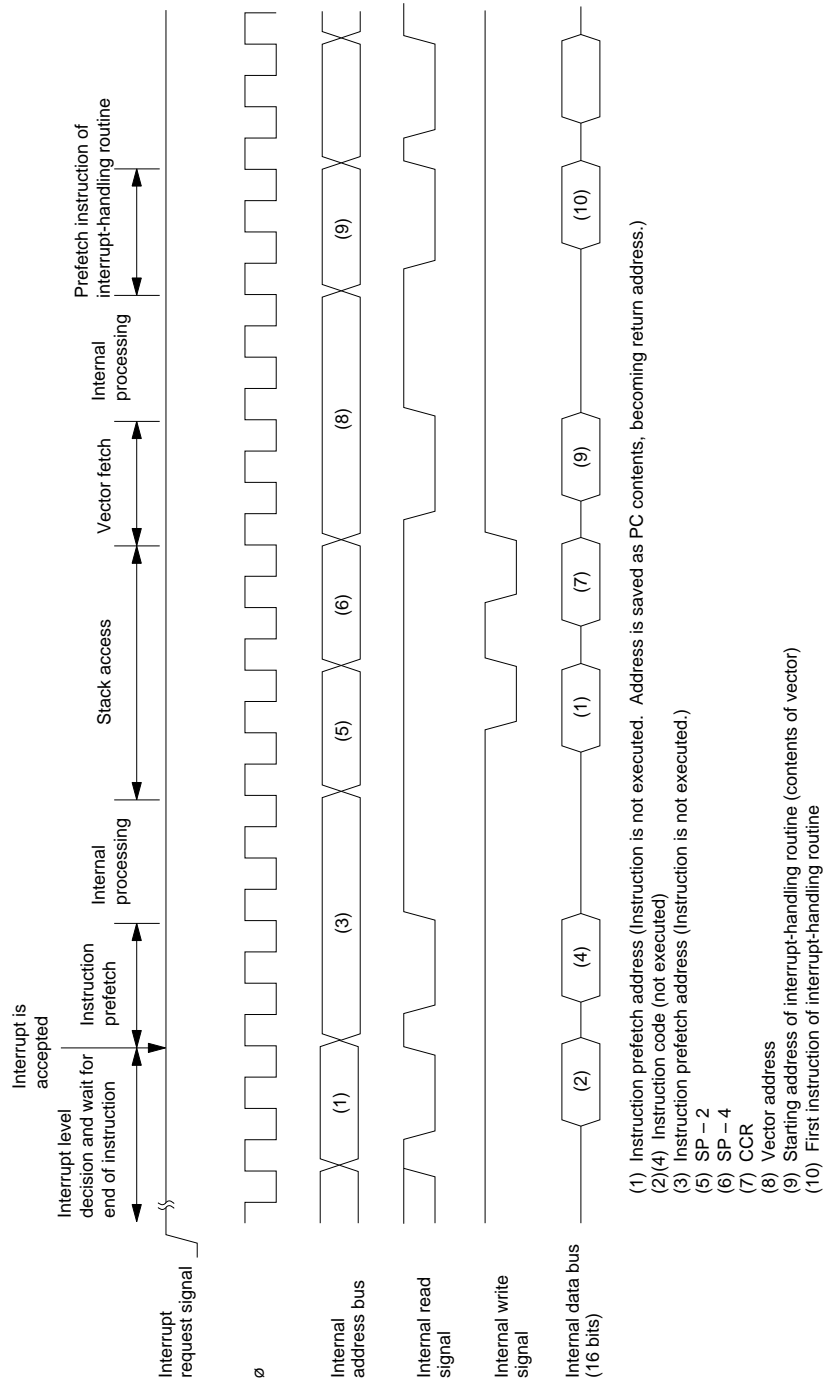 Interrupt is
accepted
Interrupt level
decision and wait for
end of instruction
Instruction
prefetch
Internal
processing
Stack access
Vector fetch
Internal
processing
Prefetch instruction of
interrupt-handling routine
Interrupt
request signal
ø
Internal
address bus
(1)
(3)
(5)
(6)
(8)
(9)
Internal read
signal
Internal write
signal
Internal data bus
(16 bits)
(2)
(4)
(1)
(7)
(9)
(10)
(1) Instruction prefetch address (Instruction is not executed. Address is saved as PC contents, becoming return address.)
(2)(4) Instruction code (not executed)
(3) Instruction prefetch address (Instruction is not executed.)
(5) SP – 2
(6) SP – 4
(7) CCR
(8) Vector address
(9) Starting address of interrupt-handling routine (contents of vector)
(10) First instruction of interrupt-handling routine